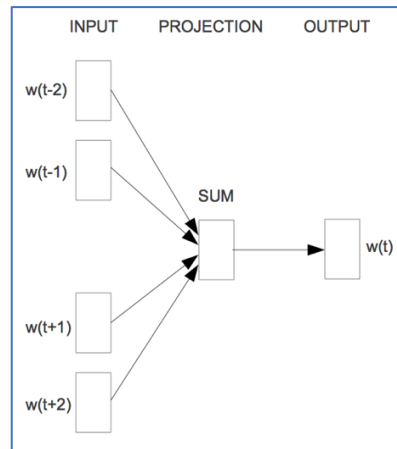 INPUT PROJECTION OUTPUT
w(t-2)
w(t-1)
SUM
w(t)
w(t+1)
w(t+2)